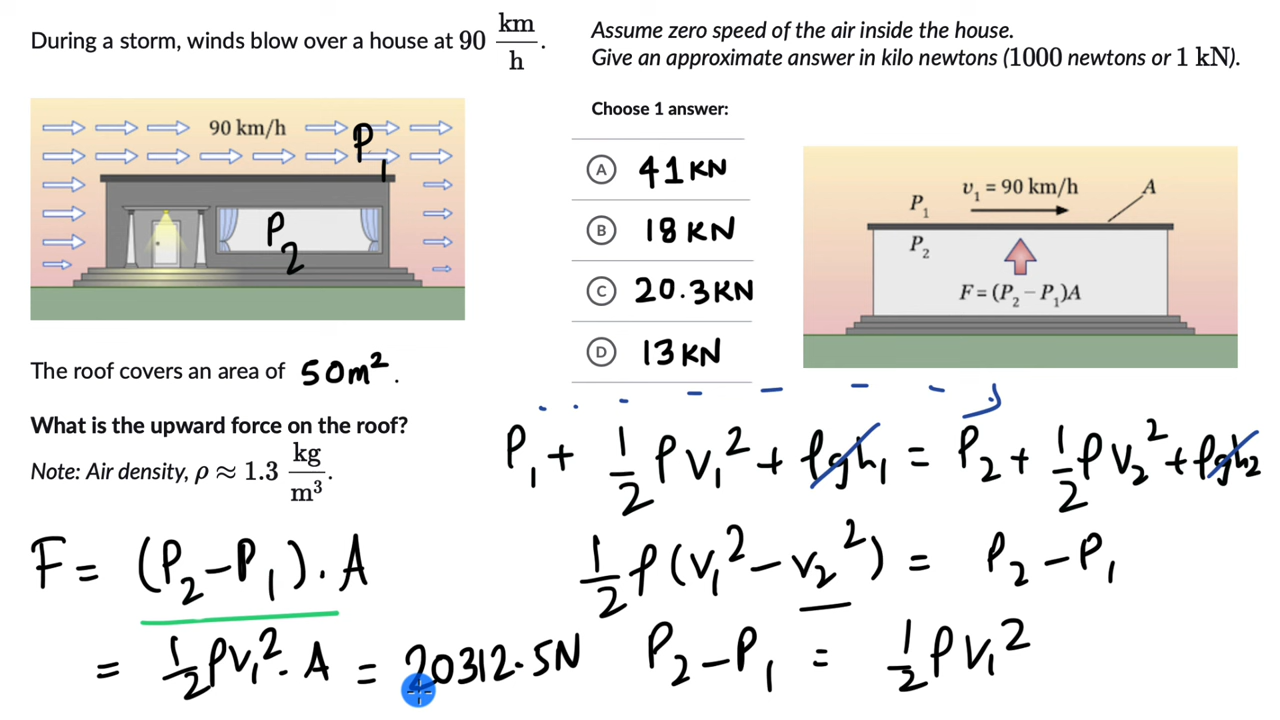 During a storm, winds blow over a house at 90 km/h.
90 km/h
P₁
P₂
The roof covers an area of 50m².
What is the upward force on the roof?
Note: Air density, ρ ≈ 1.3 kg/m³.
Assume zero speed of the air inside the house.
Give an approximate answer in kilo newtons (1000 newtons or 1 kN).
Choose 1 answer:
A 41KN
B 18KN
C 20.3KN
D 13KN
P₁ v₁ = 90 km/h A
P₂
F = (P₂ − P₁)A
P₁ + 1/2 ρv₁² + ρgh₁ = P₂ + 1/2 ρv₂² + ρgh₂
F = (P₂ − P₁) . A
1/2 ρ(v₁² − v₂²) = P₂ − P₁
= 1/2 ρv₁² . A = 20312.5N
P₂ − P₁ = 1/2 ρv₁²